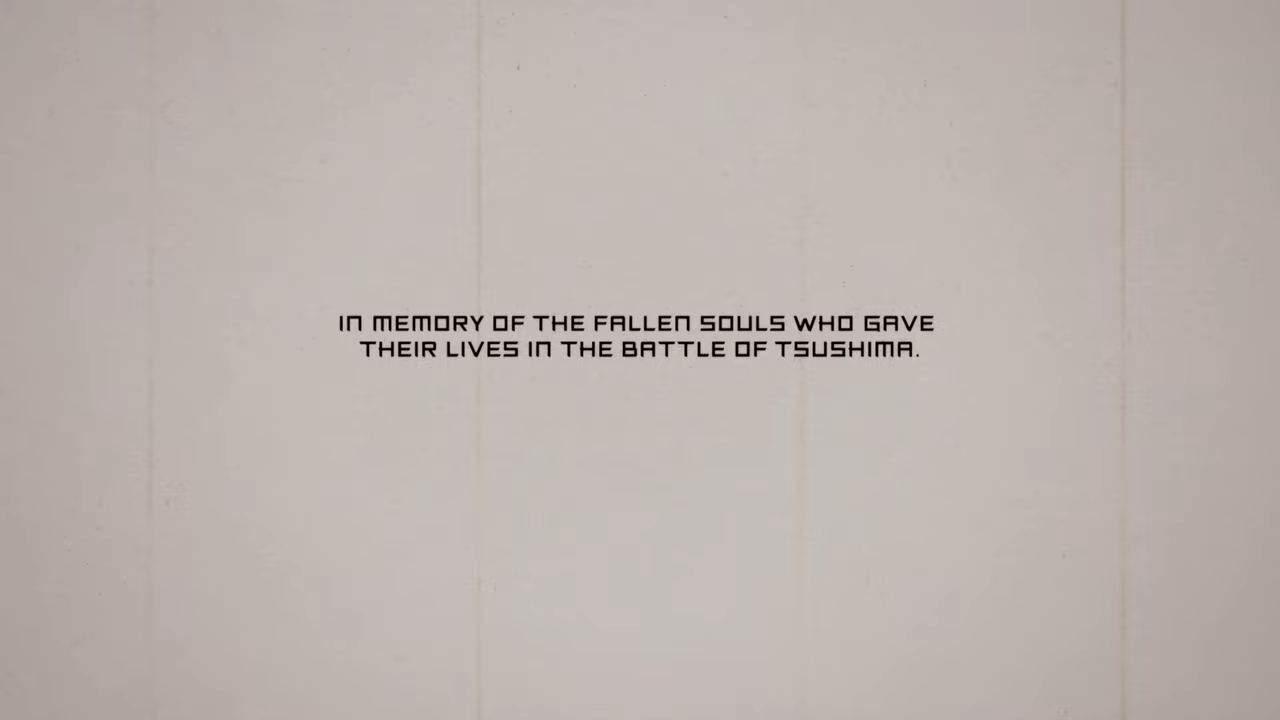 IN MEMORY OF THE FALLEN SOULS WHO GAVE
THEIR LIVES IN THE BATTLE OF TSUSHIMA.